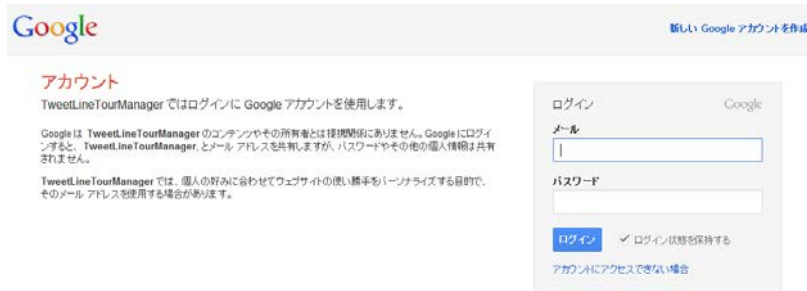 Google
新しい Google アカウントを作成
アカウント
TweetLineTourManager ではログインに Google アカウントを使用します。
Google は TweetLineTourManager のコンテンツやその所有者とは提携関係にありません。Google にログイ
ンすると、TweetLineTourManager, とメール アドレスを共有しますが、パスワードやその他の個人情報は共有
されません。
TweetLineTourManager では、個人の好みに合わせてウェブサイトの使い勝手をパーソナライズする目的で、
そのメール アドレスを使用する場合があります。
ログイン Google
メール
パスワード
ログイン ログイン状態を保持する
アカウントにアクセスできない場合